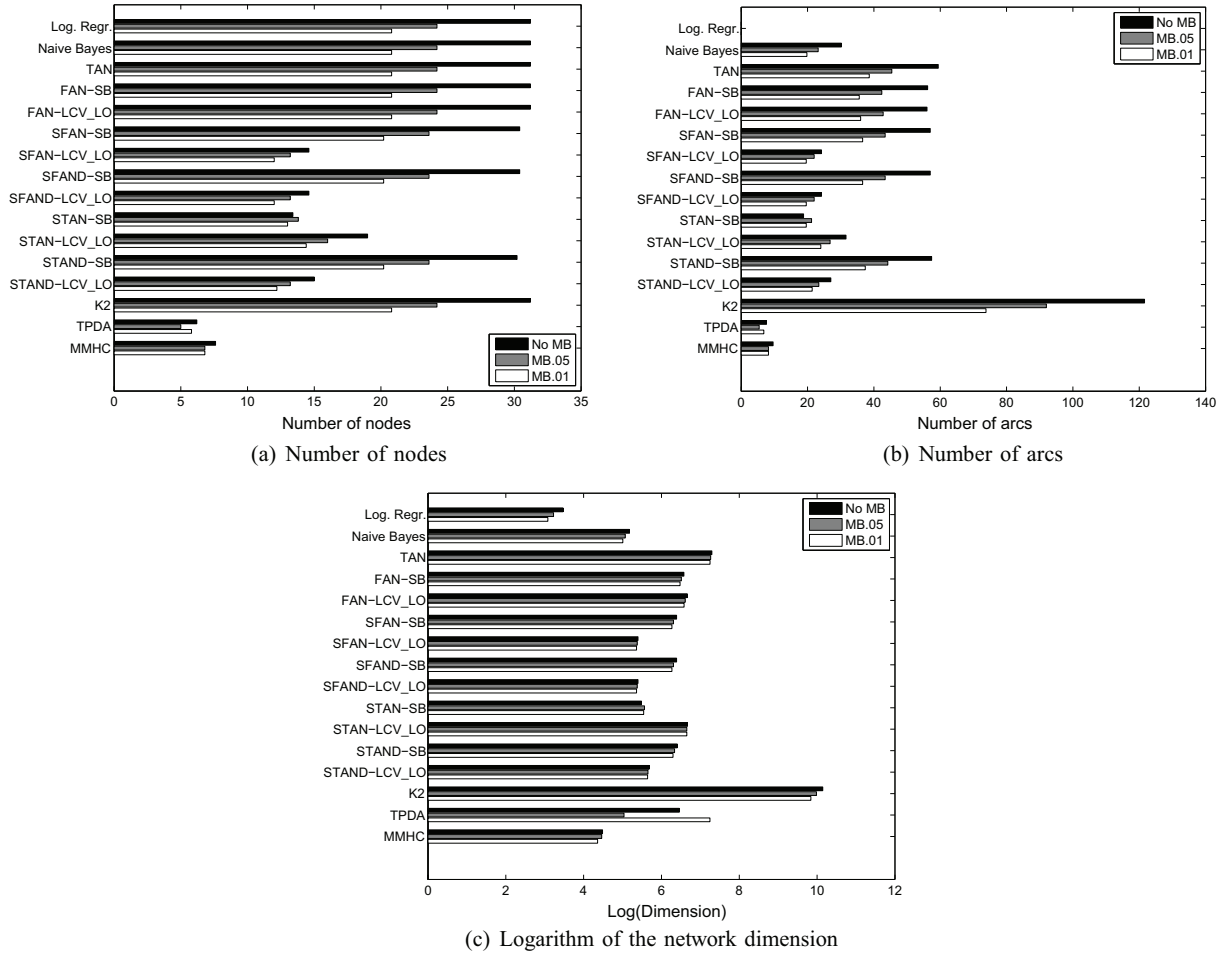 Log. Regr.
Naive Bayes
TAN
FAN−SB
FAN−LCV_LO
SFAN−SB
SFAN−LCV_LO
SFAND−SB
SFAND−LCV_LO
STAN−SB
STAN−LCV_LO
STAND−SB
STAND−LCV_LO
K2
TPDA
MMHC
No MB
MB.05
MB.01
0 5 10 15 20 25 30 35
Number of nodes
(a) Number of nodes
Log. Regr.
Naive Bayes
TAN
FAN−SB
FAN−LCV_LO
SFAN−SB
SFAN−LCV_LO
SFAND−SB
SFAND−LCV_LO
STAN−SB
STAN−LCV_LO
STAND−SB
STAND−LCV_LO
K2
TPDA
MMHC
No MB
MB.05
MB.01
0 20 40 60 80 100 120 140
Number of arcs
(b) Number of arcs
Log. Regr.
Naive Bayes
TAN
FAN−SB
FAN−LCV_LO
SFAN−SB
SFAN−LCV_LO
SFAND−SB
SFAND−LCV_LO
STAN−SB
STAN−LCV_LO
STAND−SB
STAND−LCV_LO
K2
TPDA
MMHC
No MB
MB.05
MB.01
0 2 4 6 8 10 12
Log(Dimension)
(c) Logarithm of the network dimension